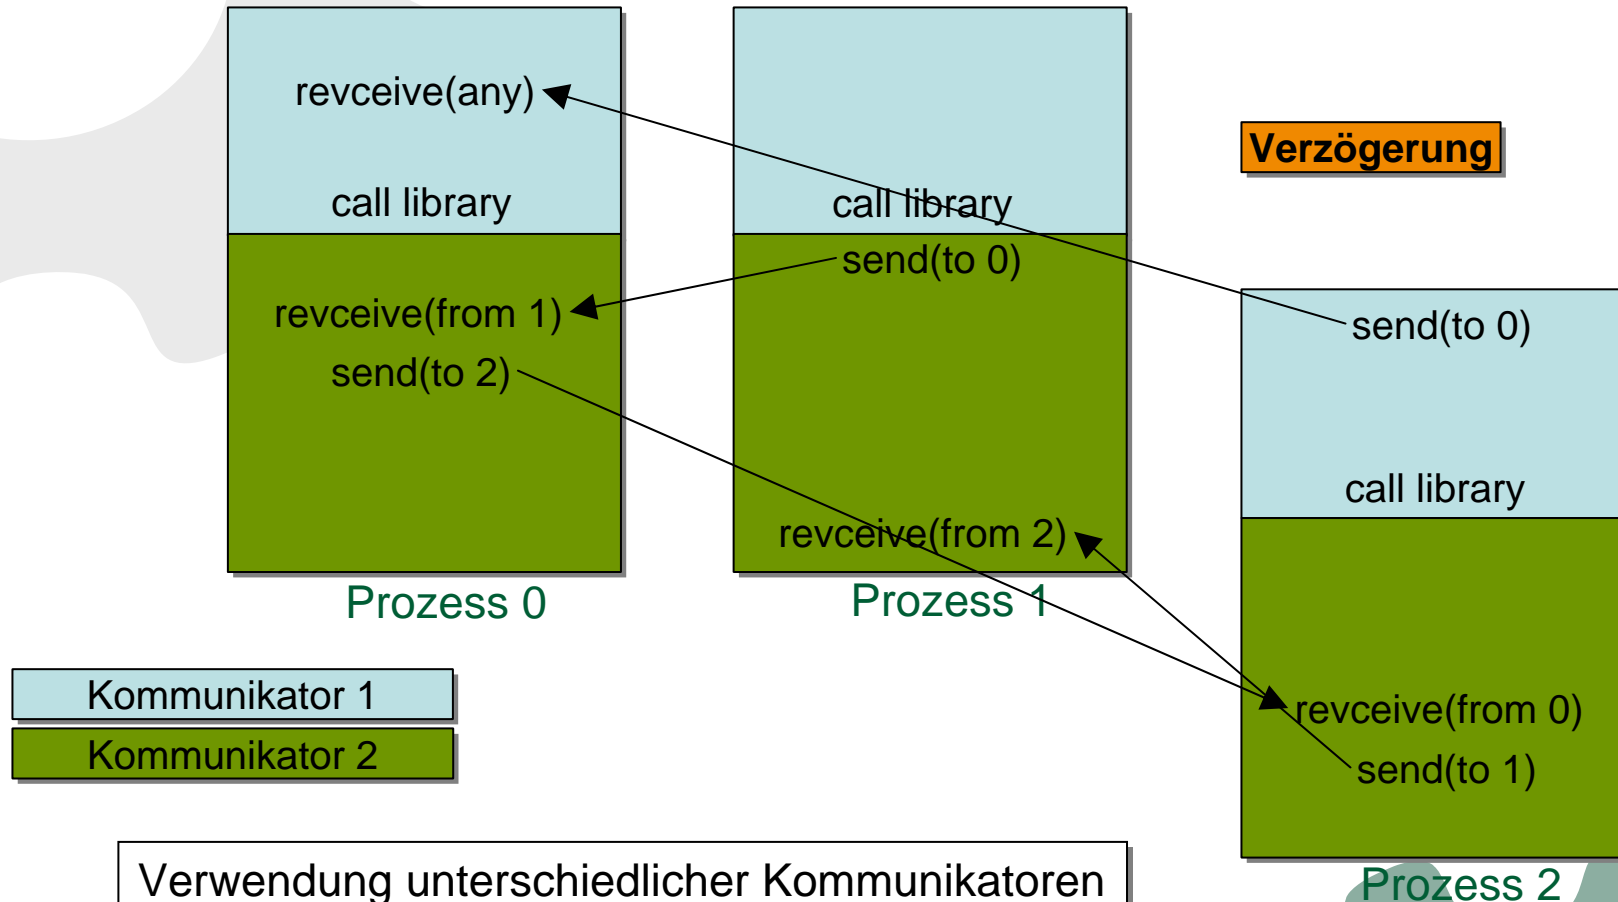 revceive(any)
call library
revceive(from 1)
send(to 2)
Prozess 0
call library
send(to 0)
revceive(from 2)
Prozess 1
Verzögerung
send(to 0)
call library
revceive(from 0)
send(to 1)
Prozess 2
Kommunikator 1
Kommunikator 2
Verwendung unterschiedlicher Kommunikatoren